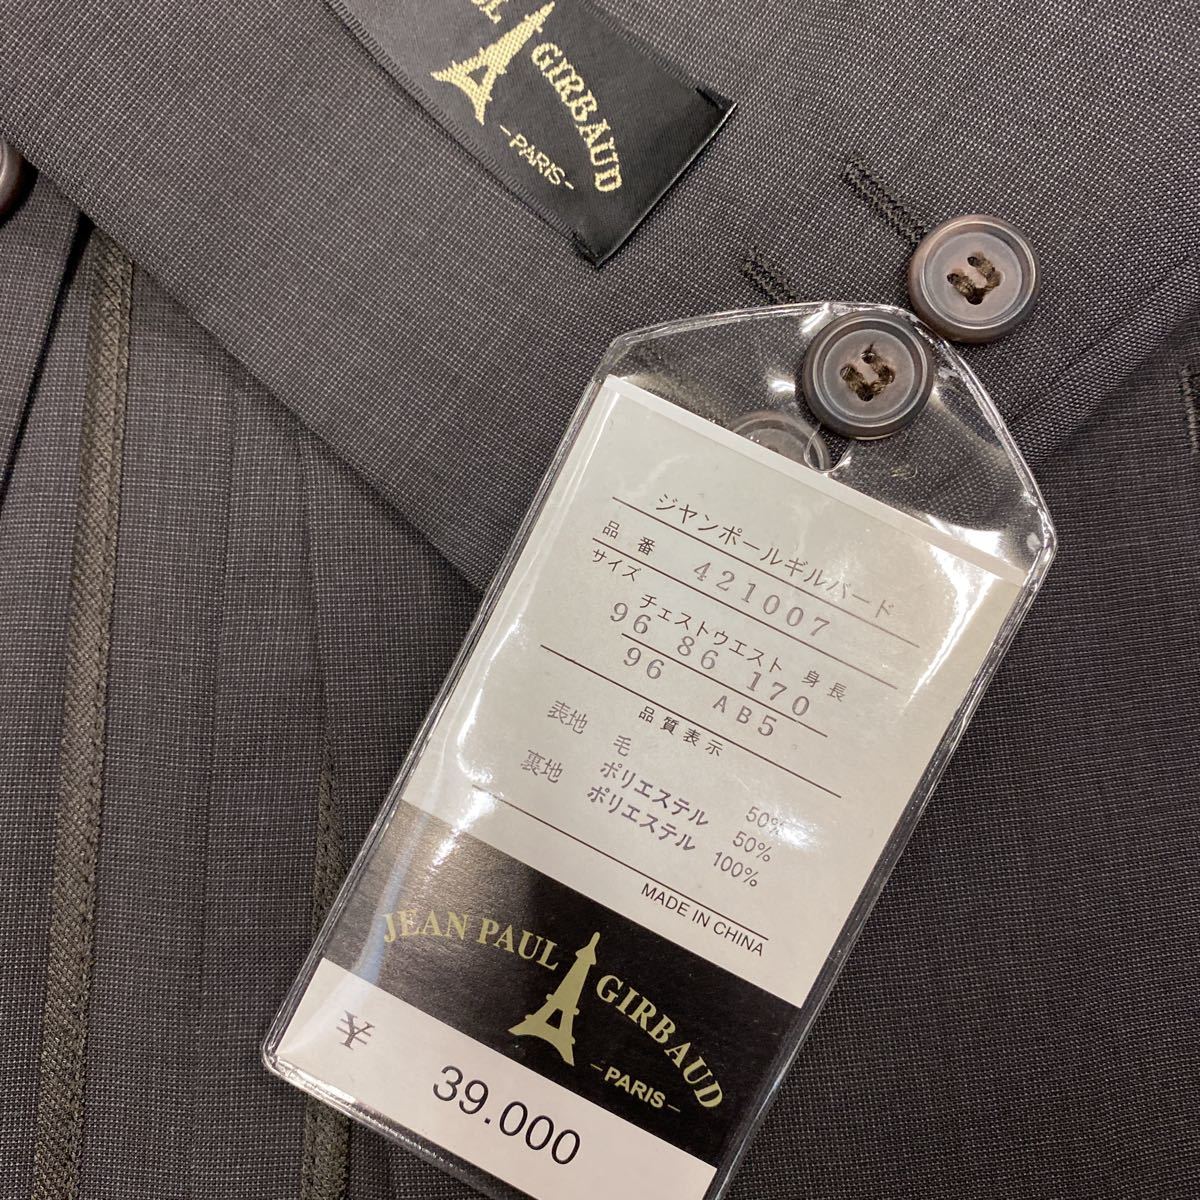 GIRBAUD
-PARIS-
ジヤンポールギルバード
品番 421007
サイズ
チェストウエスト 身長
96 86 170
96 AB5
品質表示
表地 毛 50%
ポリエステル 50%
裏地 ポリエステル 100%
MADE IN CHINA
JEAN PAUL GIRBAUD
-PARIS-
¥ 39.000